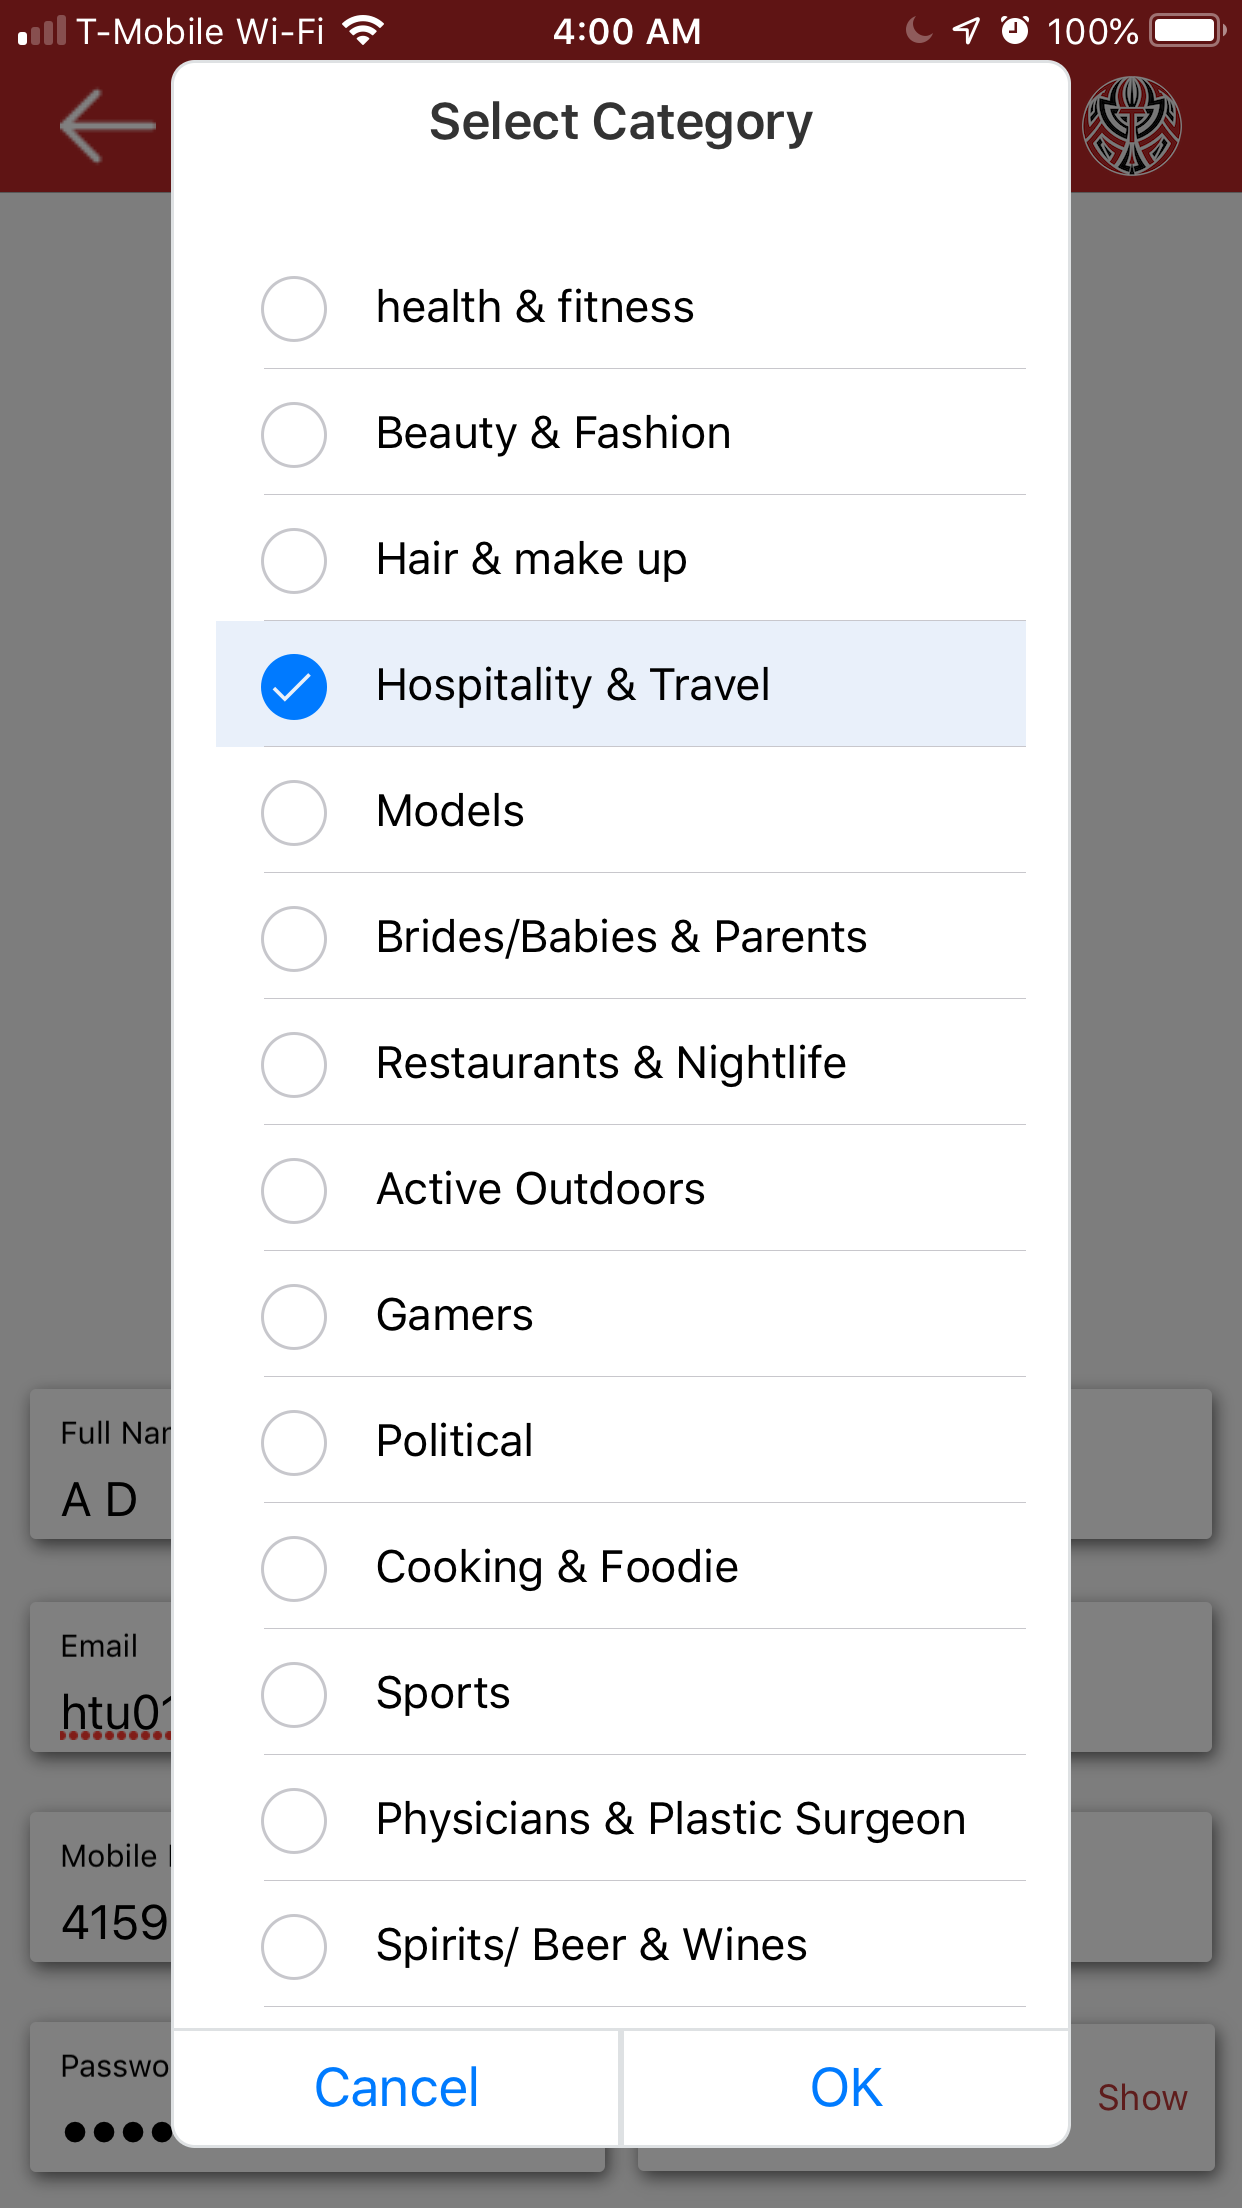 T-Mobile Wi-Fi 4:00 AM 100%
Select Category
health & fitness
Beauty & Fashion
Hair & make up
Hospitality & Travel
Models
Brides/Babies & Parents
Restaurants & Nightlife
Active Outdoors
Gamers
Political
Cooking & Foodie
Sports
Physicians & Plastic Surgeon
Spirits/ Beer & Wines
Cancel OK
Full
A D
Email
htu01
Mobile
4159
Passwo
Show